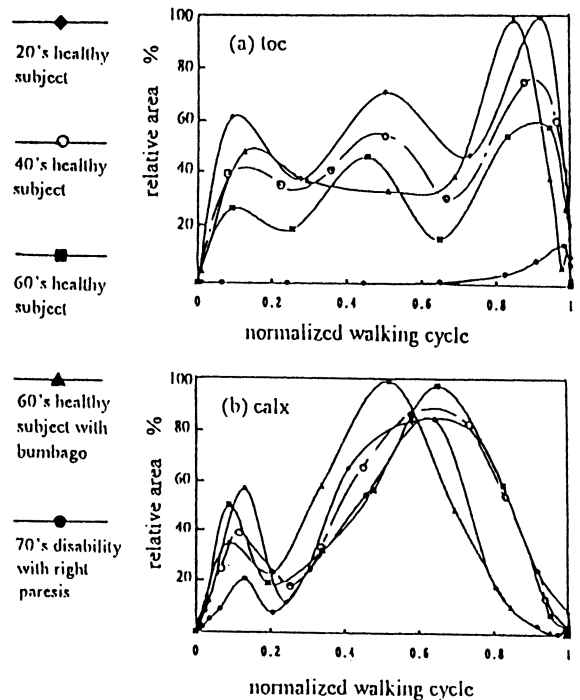 20's healthy
subject
40's healthy
subject
60's healthy
subject
60's healthy
subject with
bumbago
70's disability
with right
paresis
(a) toe
relative area %
100
80
60
40
20
0
0.2
0.4
0.6
0.8
1
normalized walking cycle
(b) calx
relative area %
100
80
60
40
20
0
0.2
0.4
0.6
0.8
1
normalized walking cycle